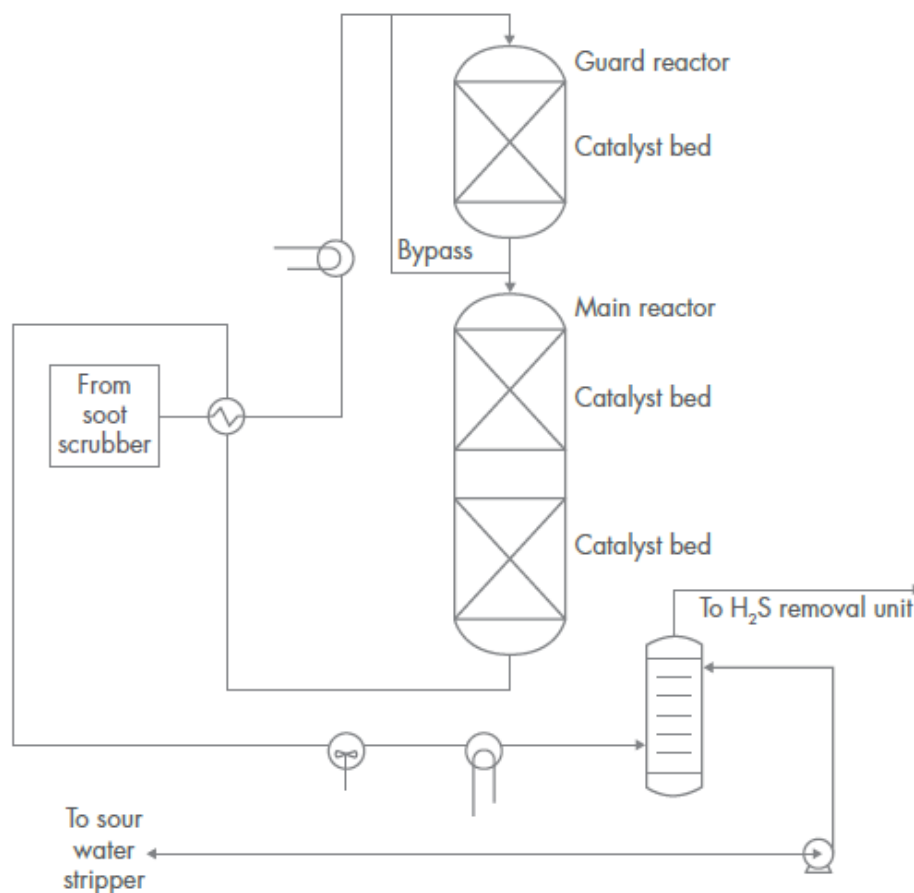 Guard reactor
Catalyst bed
Bypass
Main reactor
From
soot
scrubber
Catalyst bed
Catalyst bed
To H₂S removal unit
To sour
water
stripper